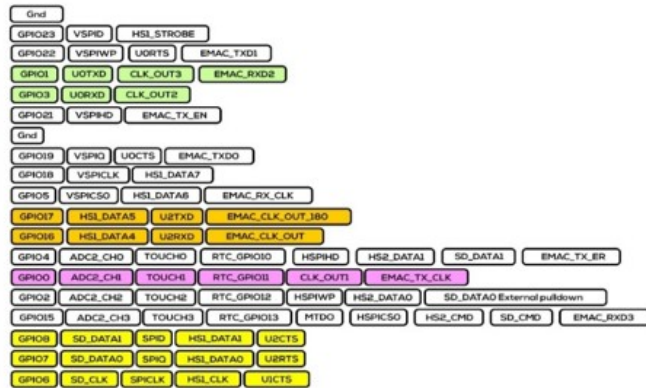 Gnd
GPIO23 VSPID HS1_STROBE
GPIO22 VSPIWP U0RTS EMAC_TXD1
GPIO1 U0TXD CLK_OUT3 EMAC_RXD2
GPIO3 U0RXD CLK_OUT2
GPIO21 VSPIHD EMAC_TX_EN
Gnd
GPIO19 VSPIQ U0CTS EMAC_TXD0
GPIO18 VSPICLK HS1_DATA7
GPIO5 VSPICS0 HS1_DATA6 EMAC_RX_CLK
GPIO17 HS1_DATA5 U2TXD EMAC_CLK_OUT_180
GPIO16 HS1_DATA4 U2RXD EMAC_CLK_OUT
GPIO4 ADC2_CH0 TOUCH0 RTC_GPIO10 HSPIHD HS2_DATA1 SD_DATA1 EMAC_TX_ER
GPIO0 ADC2_CH1 TOUCH1 RTC_GPIO11 CLK_OUT1 EMAC_TX_CLK
GPIO2 ADC2_CH2 TOUCH2 RTC_GPIO12 HSPIWP HS2_DATA0 SD_DATA0 External pulldown
GPIO15 ADC2_CH3 TOUCH3 RTC_GPIO13 MTDO HSPICS0 HS2_CMD SD_CMD EMAC_RXD3
GPIO8 SD_DATA1 SPID HS1_DATA1 U2CTS
GPIO7 SD_DATA0 SPIQ HS1_DATA0 U2RTS
GPIO6 SD_CLK SPICLK HS1_CLK U1CTS